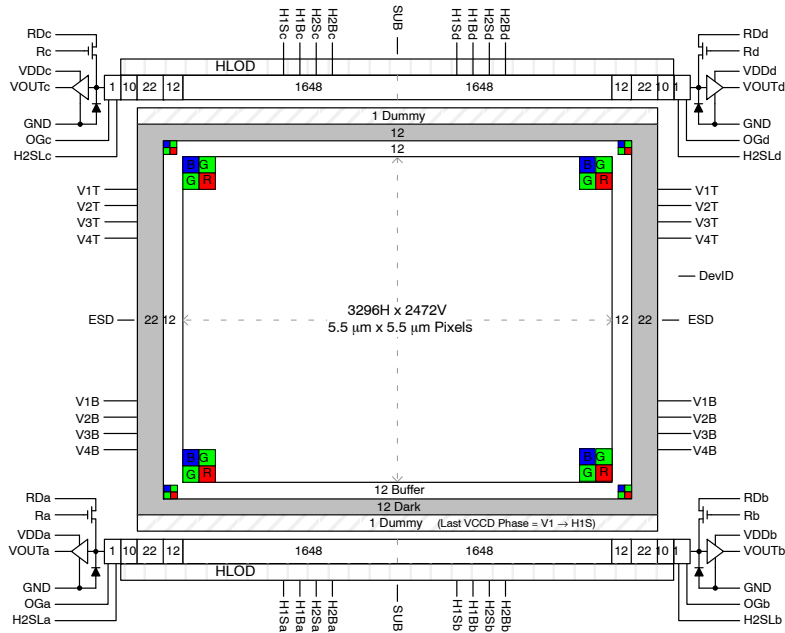 H1Sc H1Bc H2Sc H2Bc SUB H1Sd H1Bd H2Sd H2Bd
RDc RDd
Rc Rd
HLOD
VDDc VDDd
VOUTc 1 10 22 12 1648 1648 12 22 10 1 VOUTd
GND 1 Dummy GND
OGc 12 OGd
H2SLc 12 H2SLd
B G B G
G R G R
V1T V1T
V2T V2T
V3T V3T
V4T V4T
DevID
3296H x 2472V
ESD 22 12 12 22 ESD
5.5 μm x 5.5 μm Pixels
V1B V1B
V2B V2B
V3B V3B
V4B V4B
B G B G
G R G R
12 Buffer
RDa 12 Dark RDb
Ra 1 Dummy (Last VCCD Phase = V1 → H1S) Rb
VDDa VDDb
VOUTa 1 10 22 12 1648 1648 12 22 10 1 VOUTb
HLOD
GND GND
OGa OGb
H2SLa H2SLb
H1Sa H1Ba H2Sa H2Ba SUB H1Sb H1Bb H2Sb H2Bb